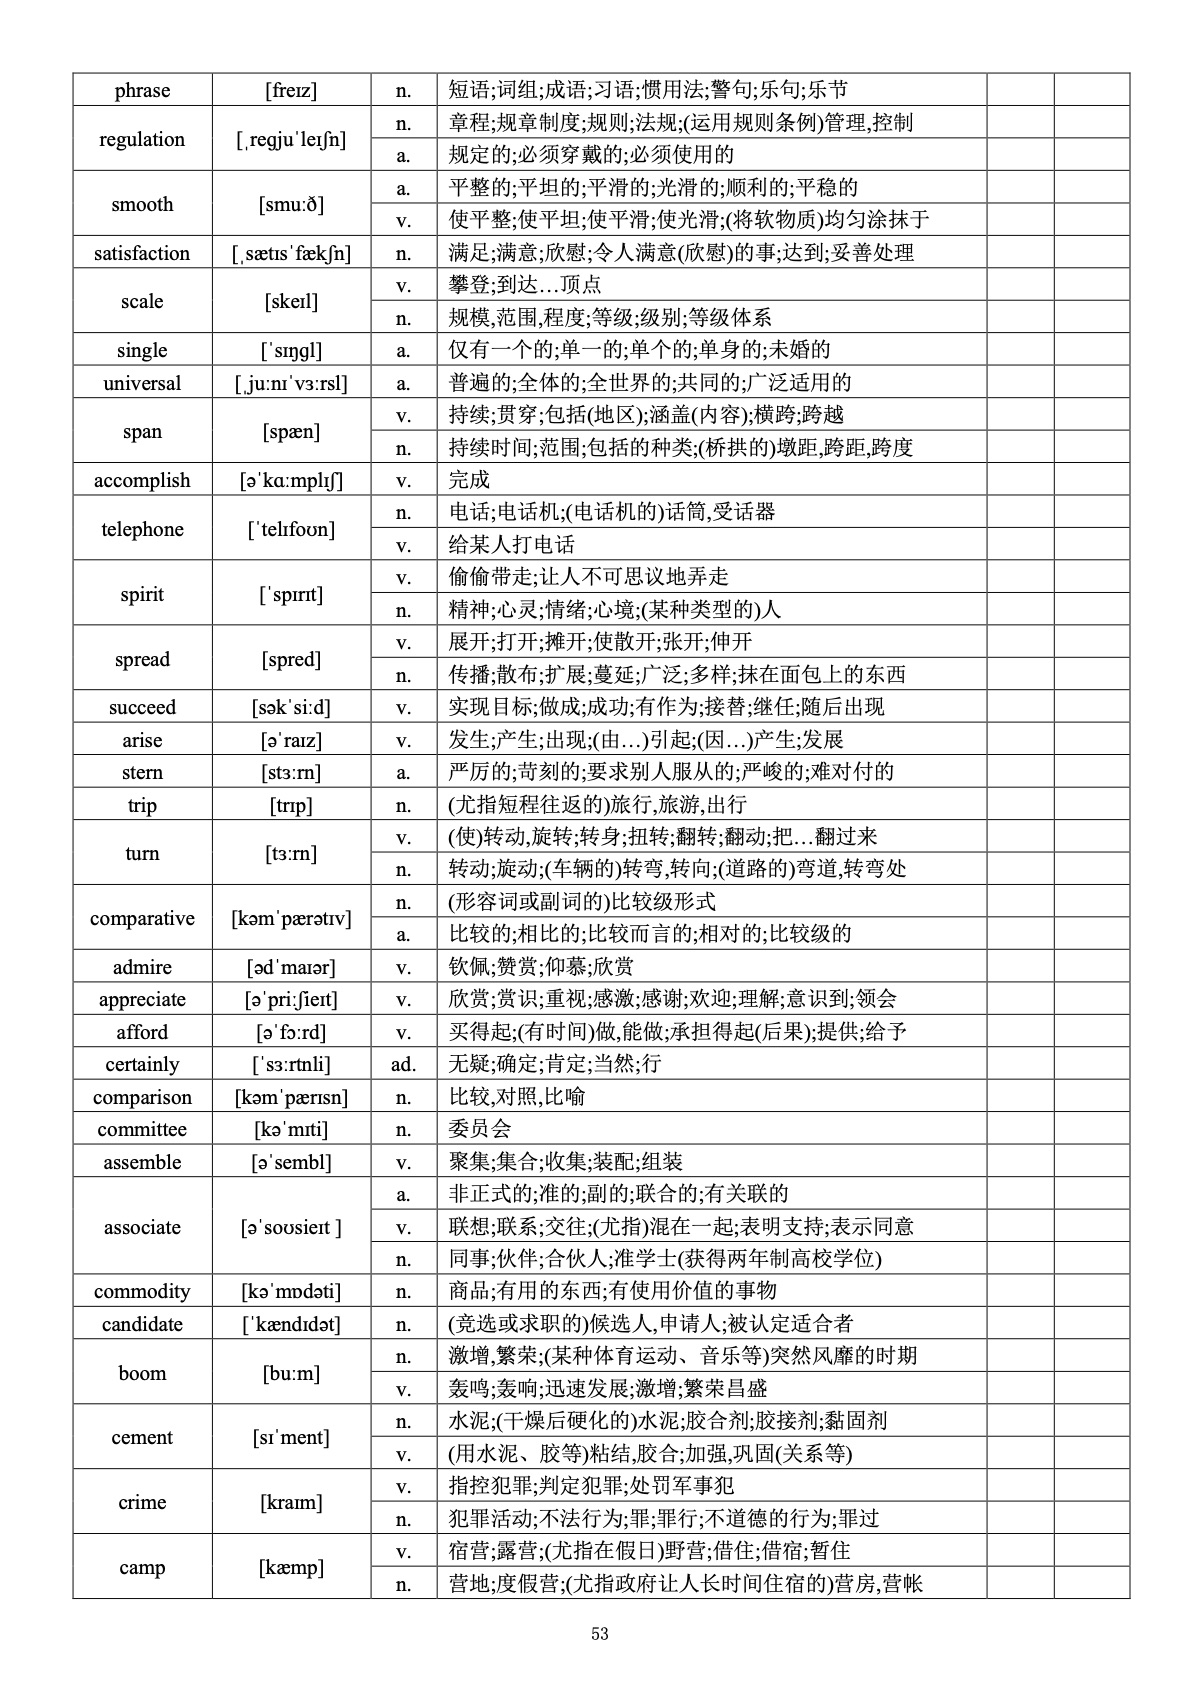 phrase [freɪz] n. 短语;词组;成语;习语;惯用法;警句;乐句;乐节
regulation [ˌreɡjuˈleɪʃn] n. 章程;规章制度;规则;法规;(运用规则条例)管理,控制
a. 规定的;必须穿戴的;必须使用的
smooth [smuːð] a. 平整的;平坦的;平滑的;光滑的;顺利的;平稳的
v. 使平整;使平坦;使平滑;使光滑;(将软物质)均匀涂抹于
satisfaction [ˌsætɪsˈfækʃn] n. 满足;满意;欣慰;令人满意(欣慰)的事;达到;妥善处理
scale [skeɪl] v. 攀登;到达…顶点
n. 规模,范围,程度;等级;级别;等级体系
single [ˈsɪŋɡl] a. 仅有一个的;单一的;单个的;单身的;未婚的
universal [ˌjuːnɪˈvɜːrsl] a. 普遍的;全体的;全世界的;共同的;广泛适用的
span [spæn] v. 持续;贯穿;包括(地区);涵盖(内容);横跨;跨越
n. 持续时间;范围;包括的种类;(桥拱的)墩距,跨距,跨度
accomplish [əˈkɑːmplɪʃ] v. 完成
telephone [ˈtelɪfoʊn] n. 电话;电话机;(电话机的)话筒,受话器
v. 给某人打电话
spirit [ˈspɪrɪt] v. 偷偷带走;让人不可思议地弄走
n. 精神;心灵;情绪;心境;(某种类型的)人
spread [spred] v. 展开;打开;摊开;使散开;张开;伸开
n. 传播;散布;扩展;蔓延;广泛;多样;抹在面包上的东西
succeed [səkˈsiːd] v. 实现目标;做成;成功;有作为;接替;继任;随后出现
arise [əˈraɪz] v. 发生;产生;出现;(由…)引起;(因…)产生;发展
stern [stɜːrn] a. 严厉的;苛刻的;要求别人服从的;严峻的;难对付的
trip [trɪp] n. (尤指短程往返的)旅行,旅游,出行
turn [tɜːrn] v. (使)转动,旋转;转身;扭转;翻转;翻动;把…翻过来
n. 转动;旋动;(车辆的)转弯,转向;(道路的)弯道,转弯处
comparative [kəmˈpærətɪv] n. (形容词或副词的)比较级形式
a. 比较的;相比的;比较而言的;相对的;比较级的
admire [ədˈmaɪər] v. 钦佩;赞赏;仰慕;欣赏
appreciate [əˈpriːʃieɪt] v. 欣赏;赏识;重视;感激;感谢;欢迎;理解;意识到;领会
afford [əˈfɔːrd] v. 买得起;(有时间)做,能做;承担得起(后果);提供;给予
certainly [ˈsɜːrtnli] ad. 无疑;确定;肯定;当然;行
comparison [kəmˈpærɪsn] n. 比较,对照,比喻
committee [kəˈmɪti] n. 委员会
assemble [əˈsembl] v. 聚集;集合;收集;装配;组装
associate [əˈsoʊsieɪt ] a. 非正式的;准的;副的;联合的;有关联的
v. 联想;联系;交往;(尤指)混在一起;表明支持;表示同意
n. 同事;伙伴;合伙人;准学士(获得两年制高校学位)
commodity [kəˈmɒdəti] n. 商品;有用的东西;有使用价值的事物
candidate [ˈkændɪdət] n. (竞选或求职的)候选人,申请人;被认定适合者
boom [buːm] n. 激增,繁荣;(某种体育运动、音乐等)突然风靡的时期
v. 轰鸣;轰响;迅速发展;激增;繁荣昌盛
cement [sɪˈment] n. 水泥;(干燥后硬化的)水泥;胶合剂;胶接剂;黏固剂
v. (用水泥、胶等)粘结,胶合;加强,巩固(关系等)
crime [kraɪm] v. 指控犯罪;判定犯罪;处罚军事犯
n. 犯罪活动;不法行为;罪;罪行;不道德的行为;罪过
camp [kæmp] v. 宿营;露营;(尤指在假日)野营;借住;借宿;暂住
n. 营地;度假营;(尤指政府让人长时间住宿的)营房,营帐
53